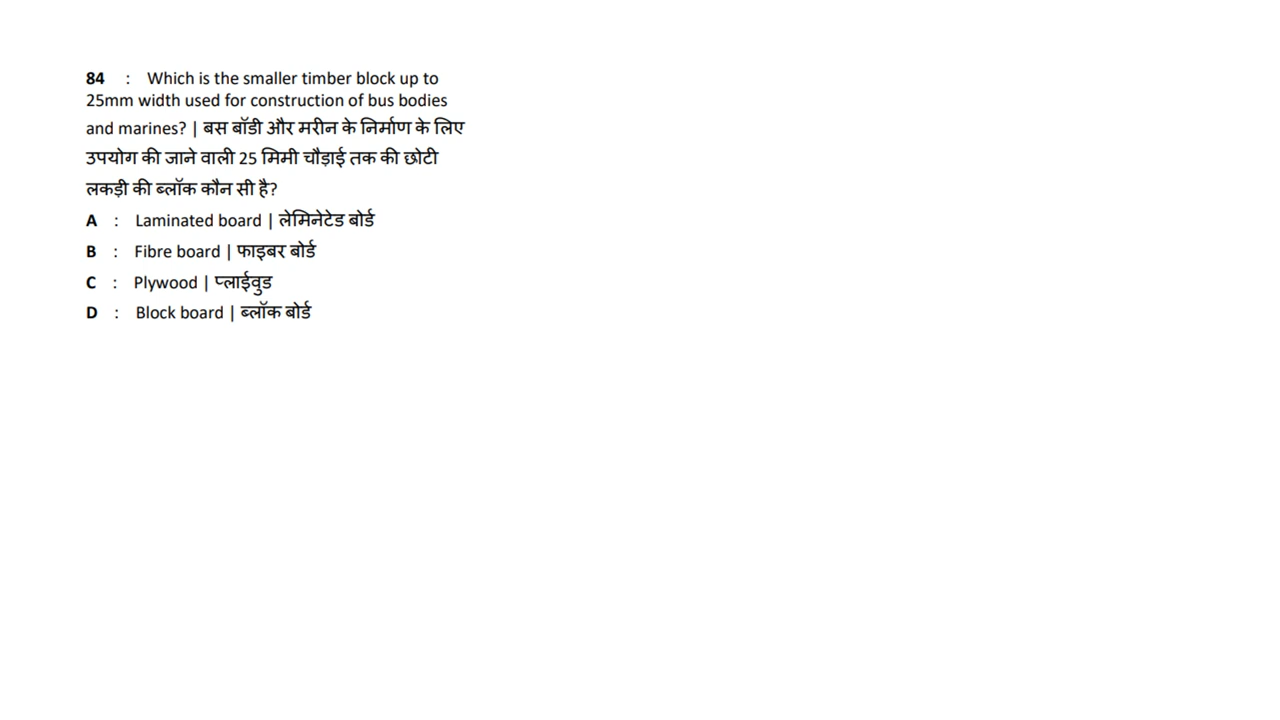 84 : Which is the smaller timber block up to
25mm width used for construction of bus bodies
and marines? | बस बॉडी और मरीन के निर्माण के लिए
उपयोग की जाने वाली 25 मिमी चौड़ाई तक की छोटी
लकड़ी की ब्लॉक कौन सी है?
A : Laminated board | लेमिनेटेड बोर्ड
B : Fibre board | फाइबर बोर्ड
C : Plywood | प्लाईवुड
D : Block board | ब्लॉक बोर्ड